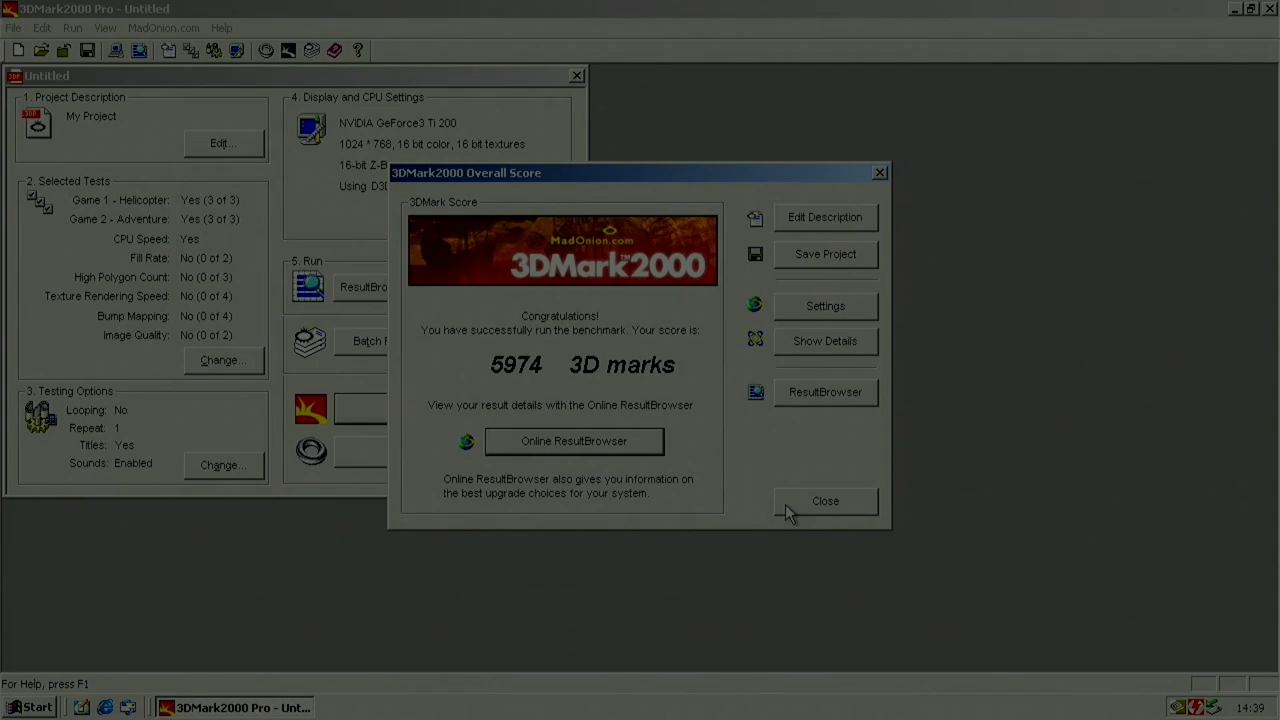 3DMark2000 Pro - Untitled
File Edit Run View MadOnion.com Help
Untitled
1. Project Description
My Project
Edit...
2. Selected Tests
Game 1 - Helicopter: Yes (3 of 3)
Game 2 - Adventure: Yes (3 of 3)
CPU Speed: Yes
Fill Rate: No (0 of 2)
High Polygon Count: No (0 of 3)
Texture Rendering Speed: No (0 of 4)
Bump Mapping: No (0 of 4)
Image Quality: No (0 of 2)
Change...
3. Testing Options
Looping: No
Repeat: 1
Titles: Yes
Sounds: Enabled
Change...
4. Display and CPU Settings
NVIDIA GeForce3 Ti 200
1024 * 768, 16 bit color, 16 bit textures
16-bit Z-B
Using D3D
5. Run
ResultBro
Batch R
3DMark2000 Overall Score
3DMark Score
MadOnion.com
3DMark™2000
Congratulations!
You have successfully run the benchmark. Your score is:
5974 3D marks
View your result details with the Online ResultBrowser
Online ResultBrowser
Online ResultBrowser also gives you information on
the best upgrade choices for your system.
Edit Description
Save Project
Settings
Show Details
ResultBrowser
Close
For Help, press F1
Start
3DMark2000 Pro - Unt...
14:39